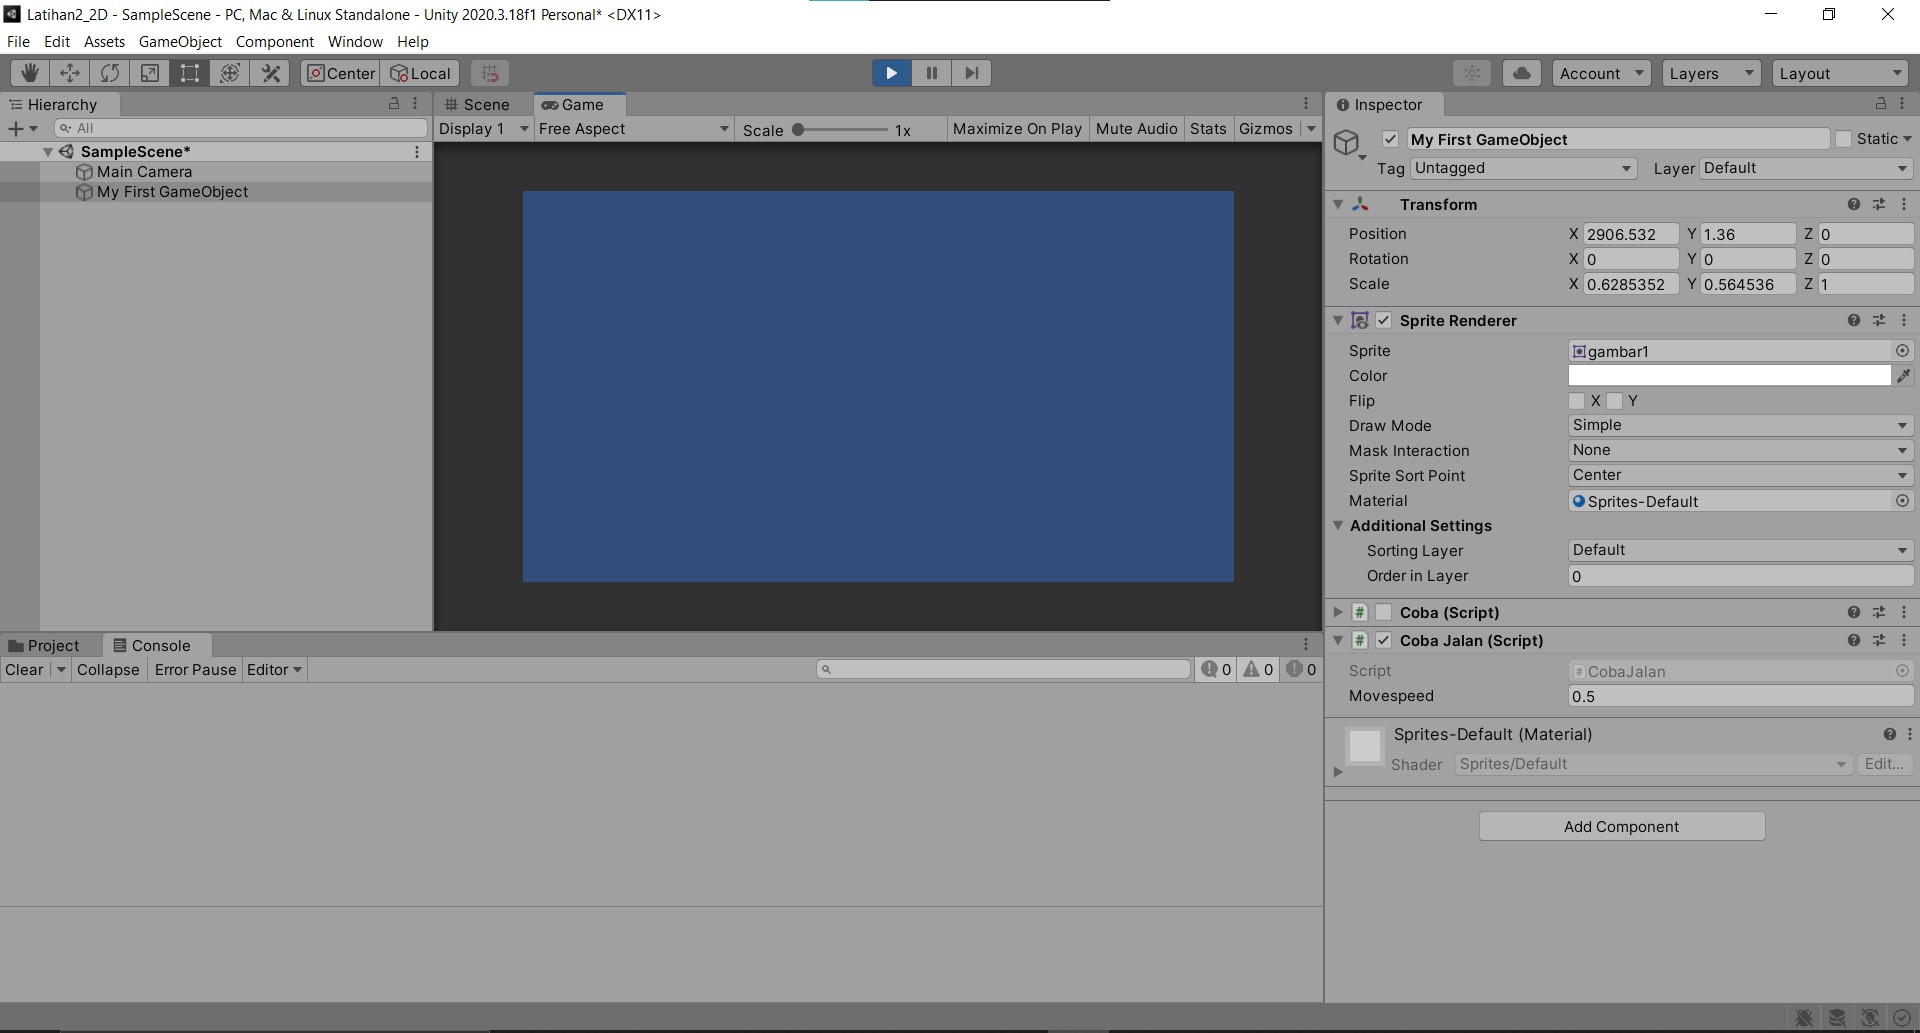 Latihan2_2D - SampleScene - PC, Mac & Linux Standalone - Unity 2020.3.18f1 Personal* <DX11>
File Edit Assets GameObject Component Window Help
Center Local Account Layers Layout
Hierarchy
All
SampleScene*
Main Camera
My First GameObject
Scene Game
Display 1 Free Aspect Scale 1x Maximize On Play Mute Audio Stats Gizmos
Project Console
Clear Collapse Error Pause Editor 0 0 0
Inspector
My First GameObject Static
Tag Untagged Layer Default
Transform
Position X 2906.532 Y 1.36 Z 0
Rotation X 0 Y 0 Z 0
Scale X 0.6285352 Y 0.564536 Z 1
Sprite Renderer
Sprite gambar1
Color
Flip X Y
Draw Mode Simple
Mask Interaction None
Sprite Sort Point Center
Material Sprites-Default
Additional Settings
Sorting Layer Default
Order in Layer 0
# Coba (Script)
# Coba Jalan (Script)
Script # CobaJalan
Movespeed 0.5
Sprites-Default (Material)
Shader Sprites/Default Edit...
Add Component